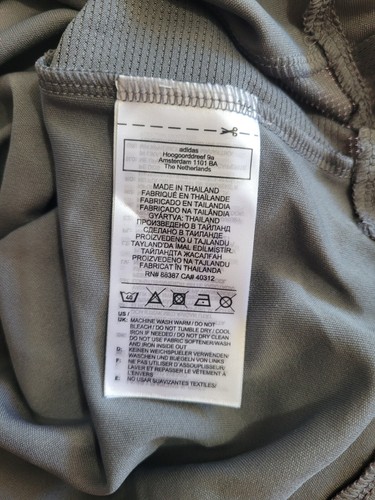 adidas
Hoogoorddreef 9a
Amsterdam 1101 BA
The Netherlands
MADE IN THAILAND
FABRIQUÉ EN THAÏLANDE
FABRICADO EN TAILANDIA
FABRICADO NA TAILÂNDIA
GYÁRTVA: THAILAND
ПРОИЗВЕДЕНО В ТАЙЛАНД
СДЕЛАНО В ТАИЛАНДЕ
PROIZVEDENO U TAJLANDU
TAYLAND'DA İMAL EDİLMİŞTİR.
ТАЙЛАНДТА ЖАСАЛҒАН
PROIZVEDENO NA TAJLANDU
FABRICAT ÎN THAILANDA
RN# 88387 CA# 40312
US /
UK: MACHINE WASH WARM / DO NOT
BLEACH / DO NOT TUMBLE DRY / COOL
IRON IF NEEDED / DO NOT DRY CLEAN
DO NOT USE FABRIC SOFTENER/WASH
AND IRON INSIDE OUT
D: KEINEN WEICHSPUELER VERWENDEN/
WASCHEN UND BUEGELN VON LINKS
F: NE PAS UTILISER D'ASSOUPLISSEUR/
LAVER ET REPASSER LE VÊTEMENT À
L'ENVERS
E: NO USAR SUAVIZANTES TEXTILES/